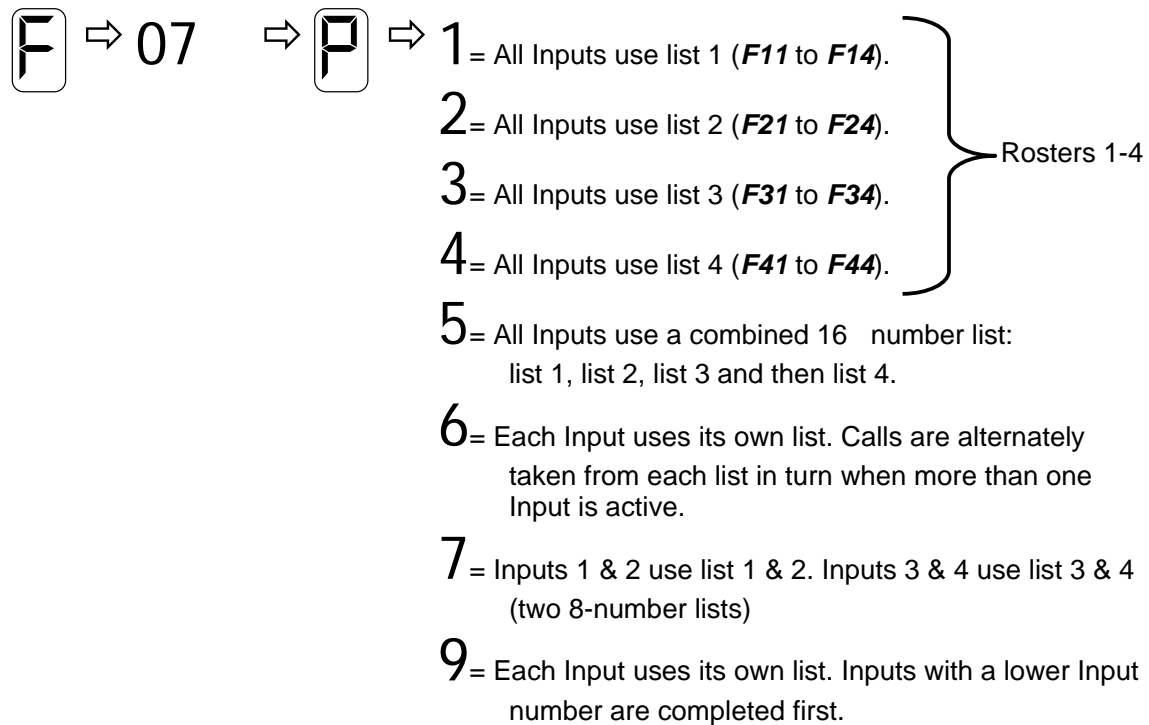 F ⇨ 07 ⇨ P ⇨ 1= All Inputs use list 1 (F11 to F14).
2= All Inputs use list 2 (F21 to F24).
Rosters 1-4
3= All Inputs use list 3 (F31 to F34).
4= All Inputs use list 4 (F41 to F44).
5= All Inputs use a combined 16 number list:
list 1, list 2, list 3 and then list 4.
6= Each Input uses its own list. Calls are alternately
taken from each list in turn when more than one
Input is active.
7= Inputs 1 & 2 use list 1 & 2. Inputs 3 & 4 use list 3 & 4
(two 8-number lists)
9= Each Input uses its own list. Inputs with a lower Input
number are completed first.